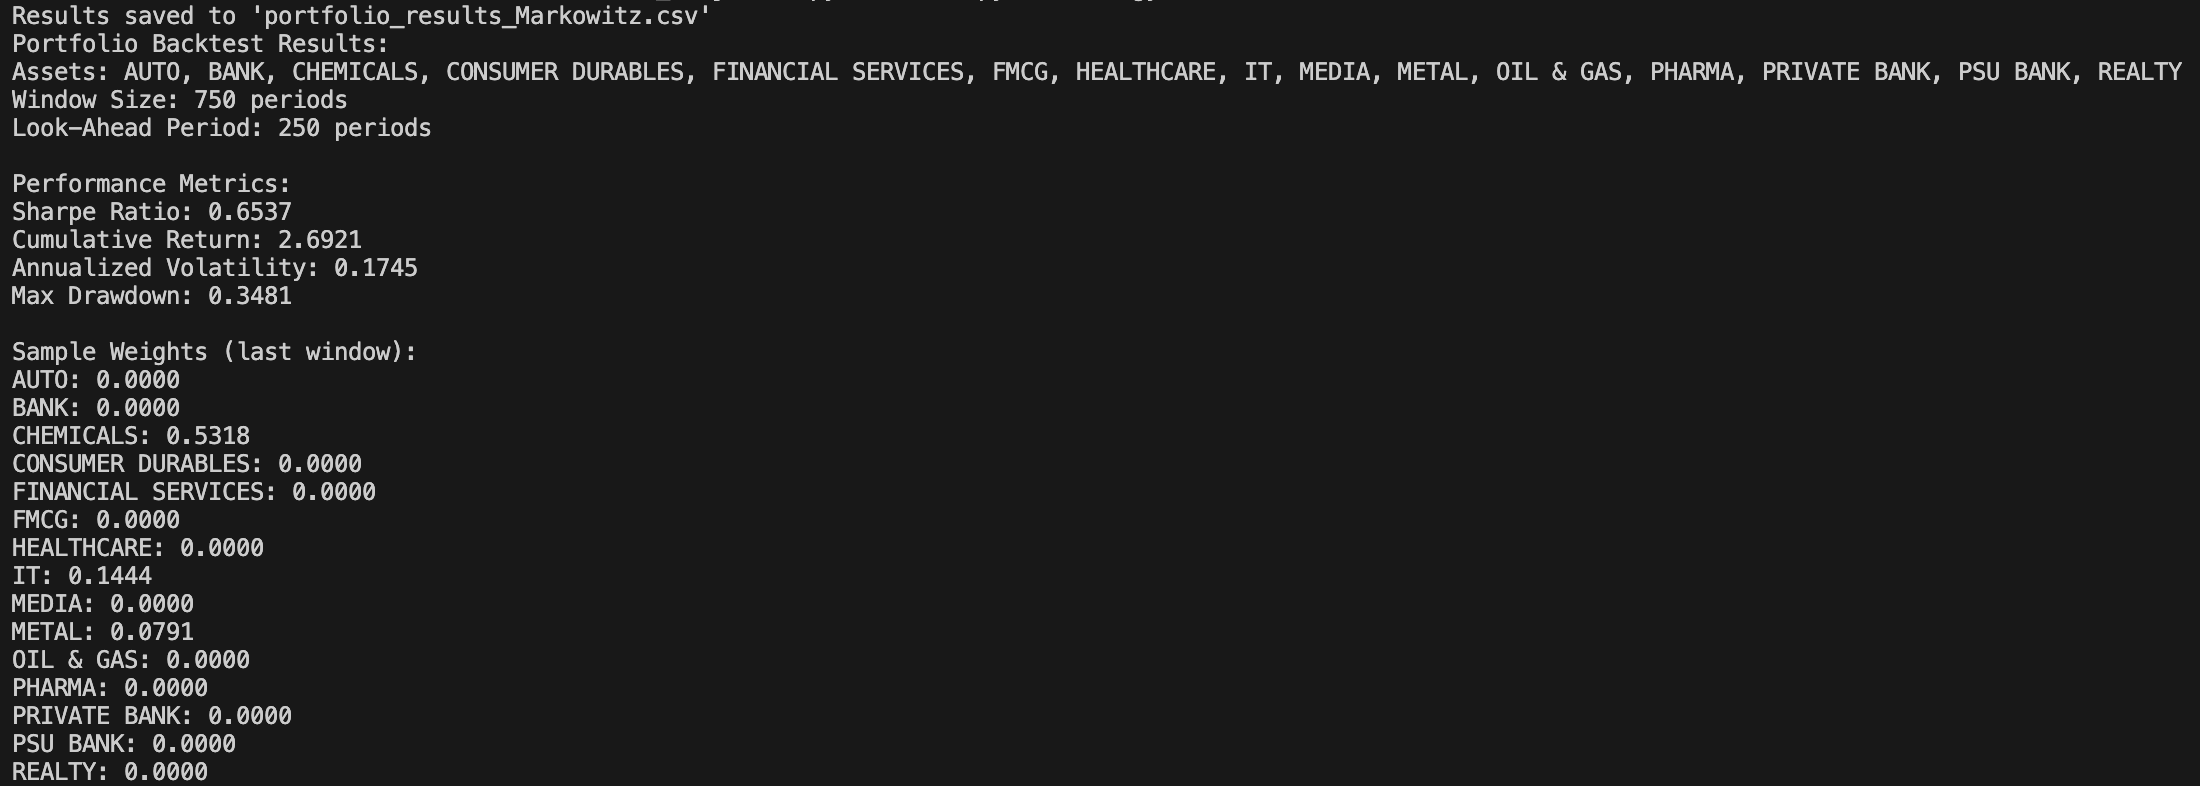 Results saved to 'portfolio_results_Markowitz.csv'
Portfolio Backtest Results:
Assets: AUTO, BANK, CHEMICALS, CONSUMER DURABLES, FINANCIAL SERVICES, FMCG, HEALTHCARE, IT, MEDIA, METAL, OIL & GAS, PHARMA, PRIVATE BANK, PSU BANK, REALTY
Window Size: 750 periods
Look-Ahead Period: 250 periods
Performance Metrics:
Sharpe Ratio: 0.6537
Cumulative Return: 2.6921
Annualized Volatility: 0.1745
Max Drawdown: 0.3481
Sample Weights (last window):
AUTO: 0.0000
BANK: 0.0000
CHEMICALS: 0.5318
CONSUMER DURABLES: 0.0000
FINANCIAL SERVICES: 0.0000
FMCG: 0.0000
HEALTHCARE: 0.0000
IT: 0.1444
MEDIA: 0.0000
METAL: 0.0791
OIL & GAS: 0.0000
PHARMA: 0.0000
PRIVATE BANK: 0.0000
PSU BANK: 0.0000
REALTY: 0.0000